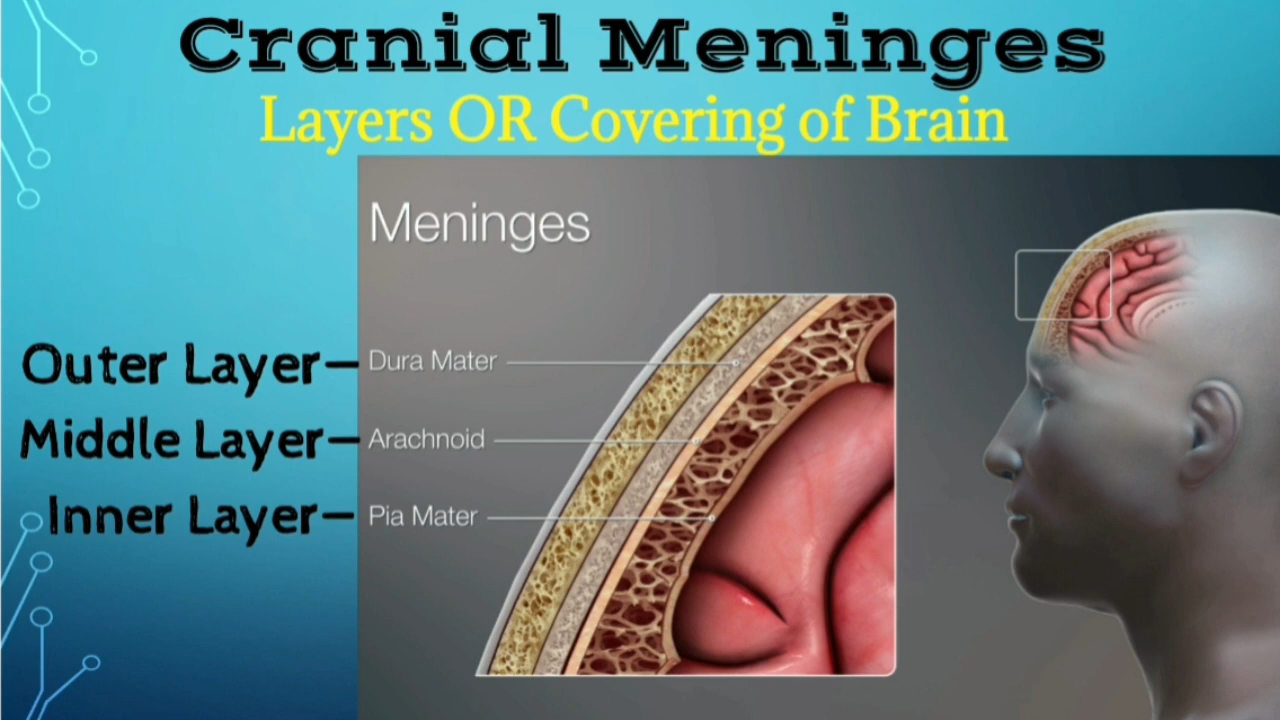 Cranial Meninges
Layers OR Covering of Brain
Meninges
Outer Layer– Dura Mater
Middle Layer– Arachnoid
Inner Layer– Pia Mater